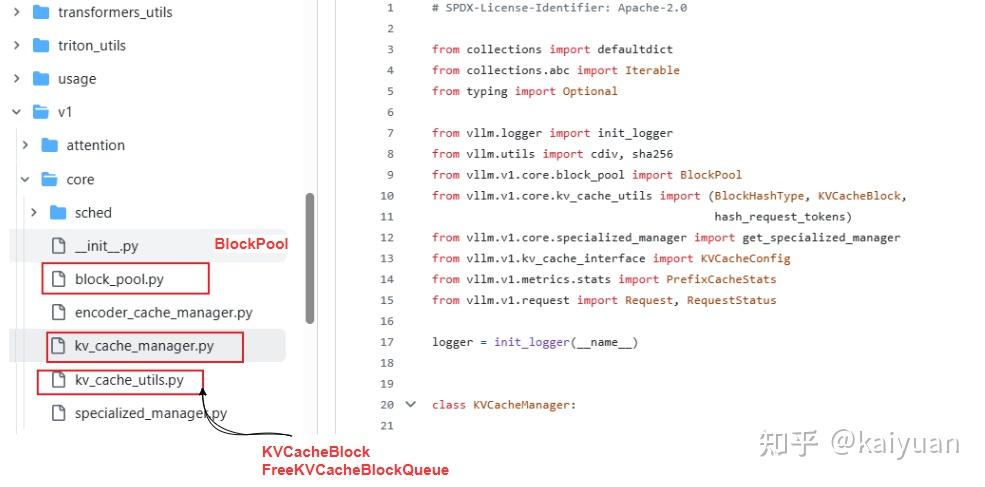 transformers_utils
triton_utils
usage
v1
attention
core
sched
__init__.py
BlockPool
block_pool.py
encoder_cache_manager.py
kv_cache_manager.py
kv_cache_utils.py
specialized_manager.py
KVCacheBlock
FreeKVCacheBlockQueue
1 # SPDX-License-Identifier: Apache-2.0
2
3 from collections import defaultdict
4 from collections.abc import Iterable
5 from typing import Optional
6
7 from vllm.logger import init_logger
8 from vllm.utils import cdiv, sha256
9 from vllm.v1.core.block_pool import BlockPool
10 from vllm.v1.core.kv_cache_utils import (BlockHashType, KVCacheBlock,
11 hash_request_tokens)
12 from vllm.v1.core.specialized_manager import get_specialized_manager
13 from vllm.v1.kv_cache_interface import KVCacheConfig
14 from vllm.v1.metrics.stats import PrefixCacheStats
15 from vllm.v1.request import Request, RequestStatus
16
17 logger = init_logger(__name__)
18
19
20 class KVCacheManager:
21
知乎 @kaiyuan